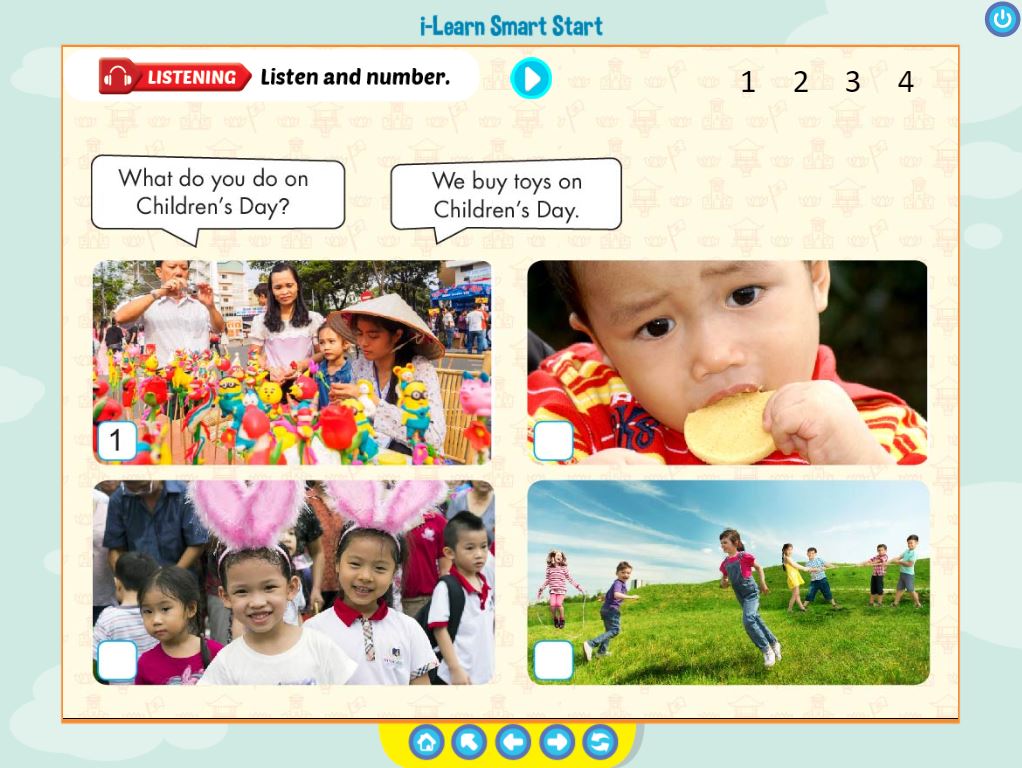 i-Learn Smart Start
LISTENING Listen and number.
1 2 3 4
What do you do on
Children's Day?
We buy toys on
Children's Day.
1